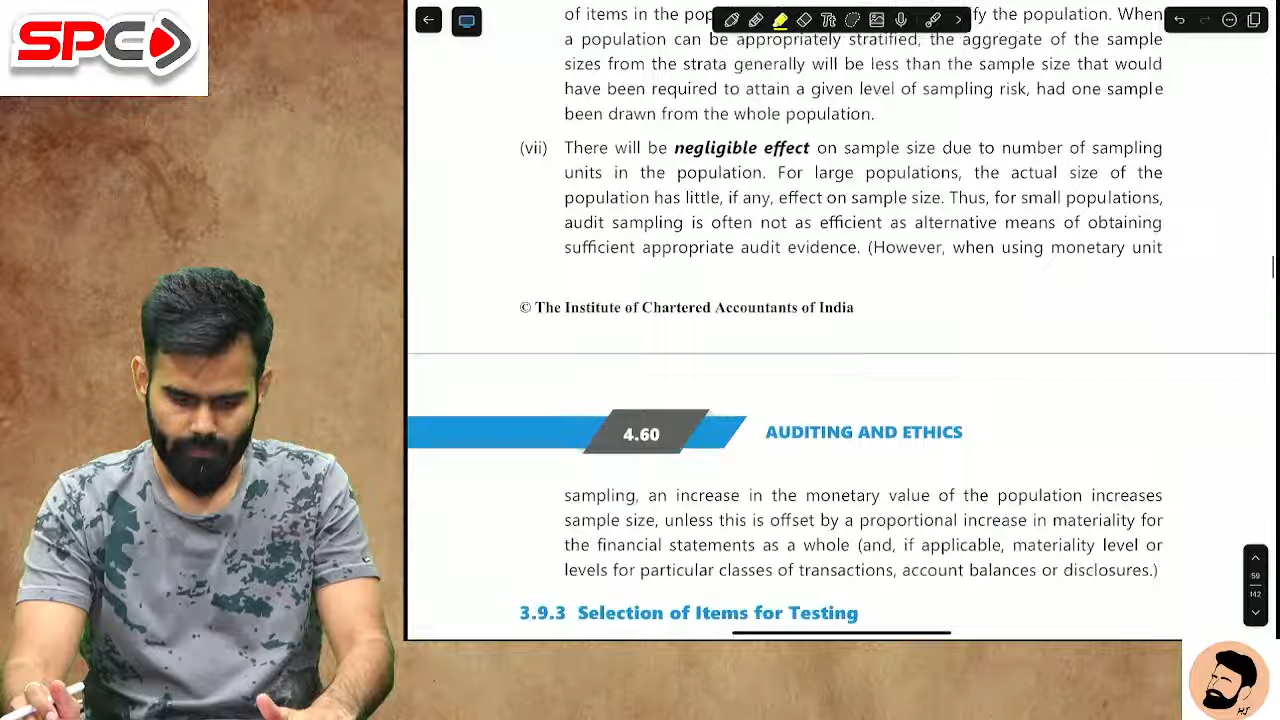 SPC
of items in the pop fy the population. When
a population can be appropriately stratified, the aggregate of the sample
sizes from the strata generally will be less than the sample size that would
have been required to attain a given level of sampling risk, had one sample
been drawn from the whole population.
(vii) There will be negligible effect on sample size due to number of sampling
units in the population. For large populations, the actual size of the
population has little, if any, effect on sample size. Thus, for small populations,
audit sampling is often not as efficient as alternative means of obtaining
sufficient appropriate audit evidence. (However, when using monetary unit
© The Institute of Chartered Accountants of India
4.60 AUDITING AND ETHICS
sampling, an increase in the monetary value of the population increases
sample size, unless this is offset by a proportional increase in materiality for
the financial statements as a whole (and, if applicable, materiality level or
levels for particular classes of transactions, account balances or disclosures.)
3.9.3 Selection of Items for Testing
59
142